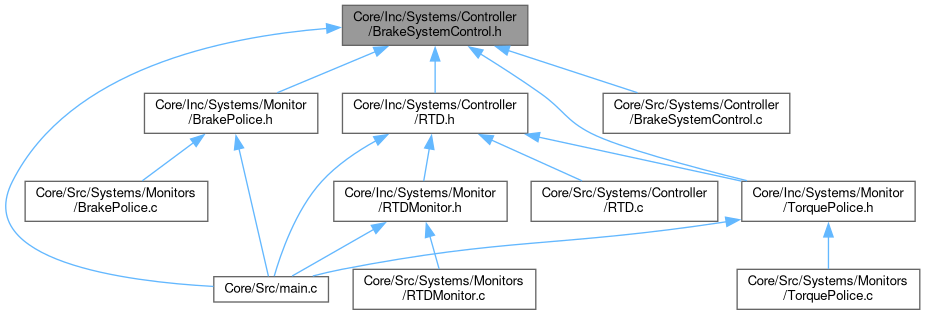 Core/Inc/Systems/Controller
/BrakeSystemControl.h
Core/Inc/Systems/Monitor
/BrakePolice.h
Core/Inc/Systems/Controller
/RTD.h
Core/Src/Systems/Controller
/BrakeSystemControl.c
Core/Src/Systems/Monitors
/BrakePolice.c
Core/Inc/Systems/Monitor
/RTDMonitor.h
Core/Src/Systems/Controller
/RTD.c
Core/Inc/Systems/Monitor
/TorquePolice.h
Core/Src/main.c
Core/Src/Systems/Monitors
/RTDMonitor.c
Core/Src/Systems/Monitors
/TorquePolice.c